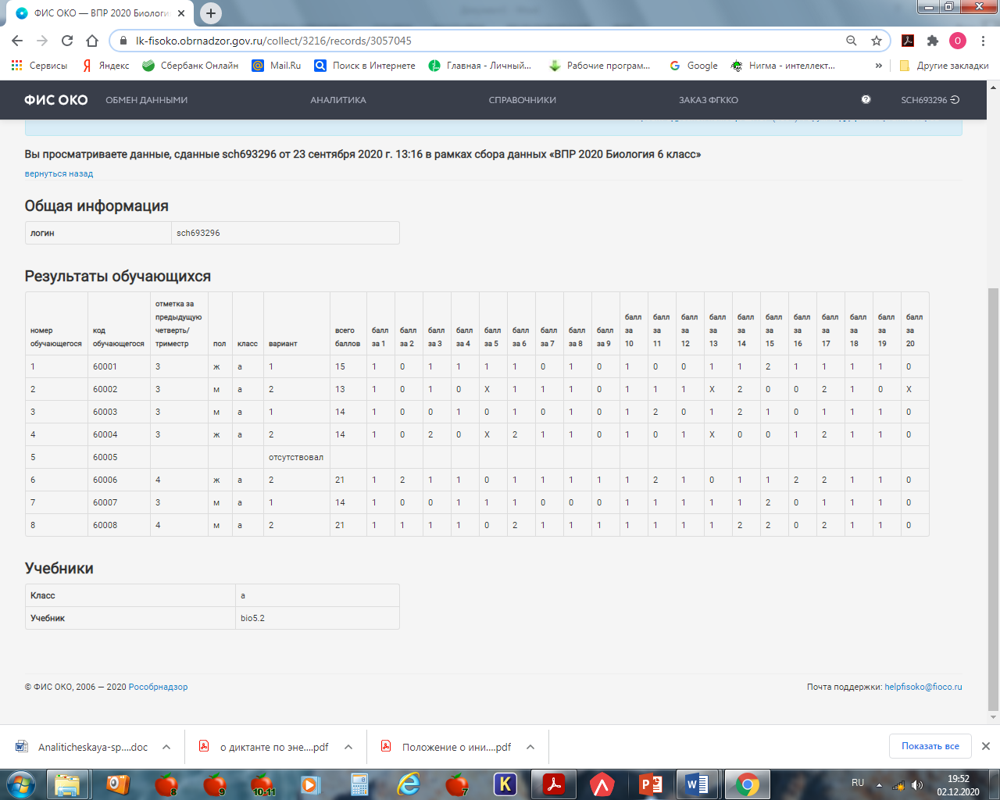 ФИС ОКО — ВПР 2020 Биологи
lk-fisoko.obrnadzor.gov.ru/collect/3216/records/3057045
О
Сервисы Яндекс Сбербанк Онлайн Mail.Ru Поиск в Интернете Главная - Личный... Рабочие програм... Google Нигма - интеллект... » Другие закладки
ФИС ОКО ОБМЕН ДАННЫМИ АНАЛИТИКА СПРАВОЧНИКИ ЗАКАЗ ФГККО ? SCH693296
Вы просматриваете данные, сданные sch693296 от 23 сентября 2020 г. 13:16 в рамках сбора данных «ВПР 2020 Биология 6 класс»
вернуться назад
Общая информация
логин sch693296
Результаты обучающихся
номер обучающегося код обучающегося отметка за предыдущую четверть/триместр пол класс вариант всего баллов балл за 1 балл за 2 балл за 3 балл за 4 балл за 5 балл за 6 балл за 7 балл за 8 балл за 9 балл за 10 балл за 11 балл за 12 балл за 13 балл за 14 балл за 15 балл за 16 балл за 17 балл за 18 балл за 19 балл за 20
1 60001 3 ж а 1 15 1 0 1 1 1 1 0 1 0 1 0 0 1 1 2 1 1 1 1 0
2 60002 3 м а 2 13 1 0 1 0 X 1 1 1 0 1 1 1 X 2 0 0 2 1 0 X
3 60003 3 м а 1 14 1 0 0 1 0 1 0 1 0 1 2 0 1 2 1 0 1 1 1 0
4 60004 3 ж а 2 14 1 0 2 0 X 2 1 1 0 1 0 1 X 0 0 1 2 1 1 0
5 60005 отсутствовал
6 60006 4 ж а 2 21 1 2 1 1 0 1 1 1 1 1 2 1 0 1 1 2 2 1 1 0
7 60007 3 м а 1 14 1 0 0 1 1 1 0 0 0 1 1 1 1 1 2 0 1 1 1 0
8 60008 4 м а 2 21 1 1 1 1 0 2 1 1 1 1 1 1 1 2 2 0 2 1 1 0
Учебники
Класс а
Учебник bio5.2
© ФИС ОКО, 2006 — 2020 Рособрнадзор Почта поддержки: helpfisoko@fioco.ru
Analiticheskaya-sp....doc о диктанте по эне....pdf Положение о ини....pdf Показать все
8 9 10-11 7 K RU 19:52
02.12.2020